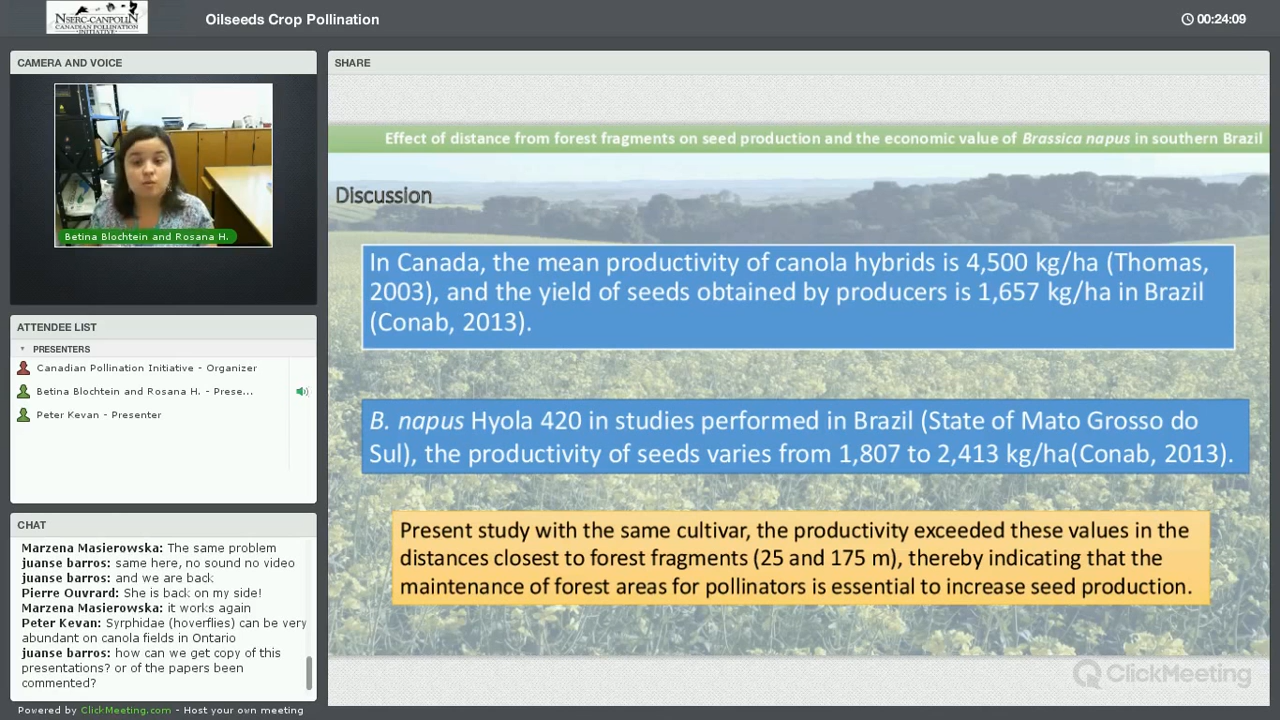 NSERC-CANPOLIN
CANADIAN POLLINATION
INITIATIVE
Oilseeds Crop Pollination
00:24:09
CAMERA AND VOICE
Betina Blochtein and Rosana H.
ATTENDEE LIST
PRESENTERS
Canadian Pollination Initiative - Organizer
Betina Blochtein and Rosana H. - Prese...
Peter Kevan - Presenter
CHAT
Marzena Masierowska: The same problem
juanse barros: same here, no sound no video
juanse barros: and we are back
Pierre Ouvrard: She is back on my side!
Marzena Masierowska: it works again
Peter Kevan: Syrphidae (hoverflies) can be very
abundant on canola fields in Ontario
juanse barros: how can we get copy of this
presentations? or of the papers been
commented?
Powered by ClickMeeting.com - Host your own meeting
SHARE
Effect of distance from forest fragments on seed production and the economic value of Brassica napus in southern Brazil
Discussion
In Canada, the mean productivity of canola hybrids is 4,500 kg/ha (Thomas,
2003), and the yield of seeds obtained by producers is 1,657 kg/ha in Brazil
(Conab, 2013).
B. napus Hyola 420 in studies performed in Brazil (State of Mato Grosso do
Sul), the productivity of seeds varies from 1,807 to 2,413 kg/ha(Conab, 2013).
Present study with the same cultivar, the productivity exceeded these values in the
distances closest to forest fragments (25 and 175 m), thereby indicating that the
maintenance of forest areas for pollinators is essential to increase seed production.
ClickMeeting